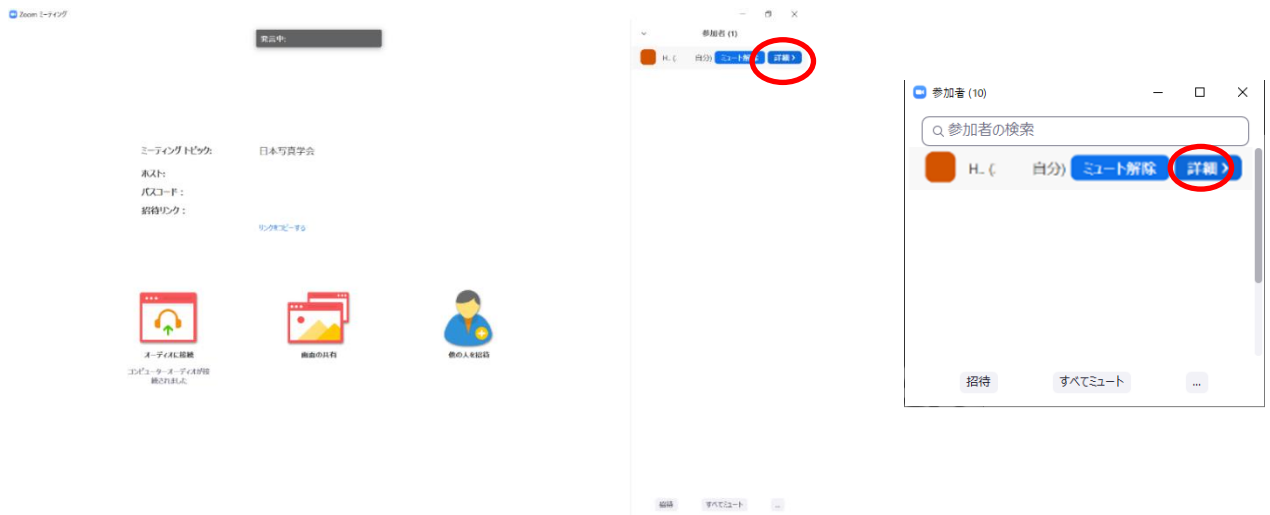 Zoom ミーティング
発言中:
ミーティング トピック: 日本写真学会
ホスト:
パスコード:
招待リンク:
リンクをコピーする
オーディオに接続
コンピューターオーディオが接
続されました
画面の共有
他の人を招待
参加者 (1)
H_ (: 自分) ミュート解除 詳細 >
招待 すべてミュート ...
参加者 (10)
参加者の検索
H_ (: 自分) ミュート解除 詳細 >
招待 すべてミュート ...